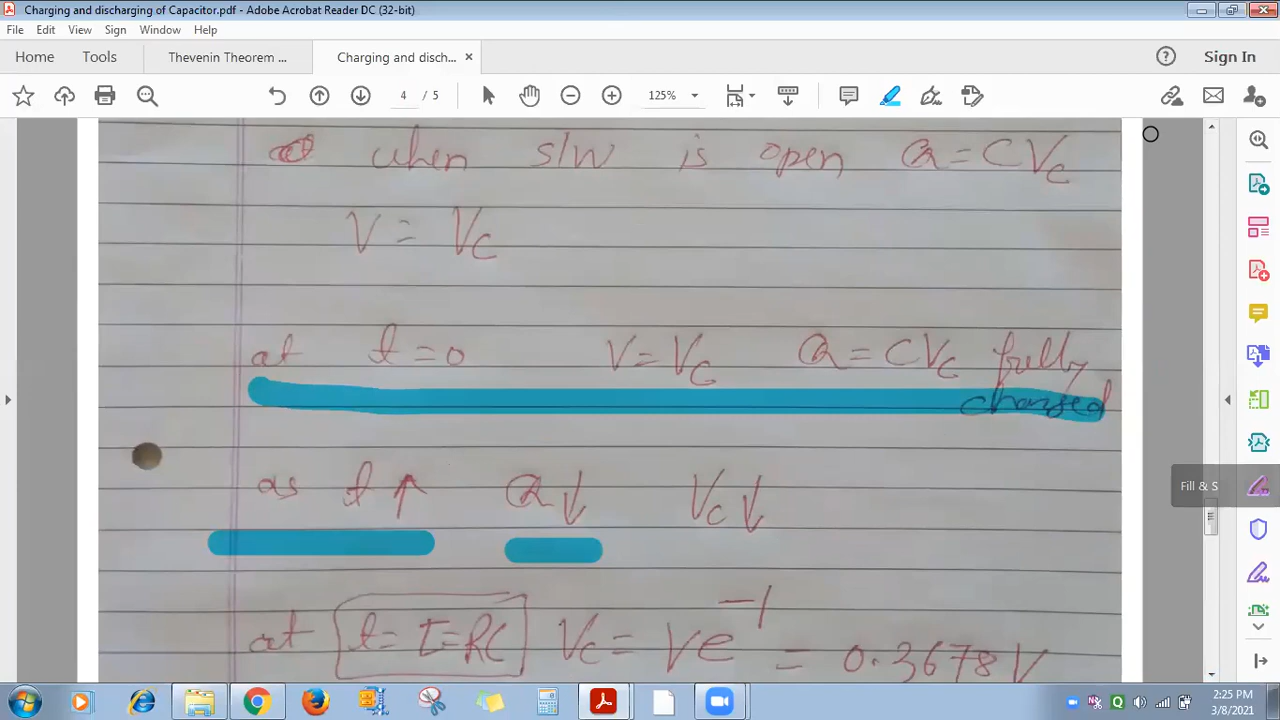 Charging and discharging of Capacitor.pdf - Adobe Acrobat Reader DC (32-bit)
File Edit View Sign Window Help
Home Tools Thevenin Theorem ... Charging and disch... × Sign In
4 / 5 125%
when S/W is open Q = CVc
V = Vc
at t = 0 V = Vc Q = CVc fully
charged
as t ↑ Q ↓ Vc ↓
Fill & S
at t = τ = RC Vc = Ve⁻¹ = 0.3678 V
2:25 PM
3/8/2021